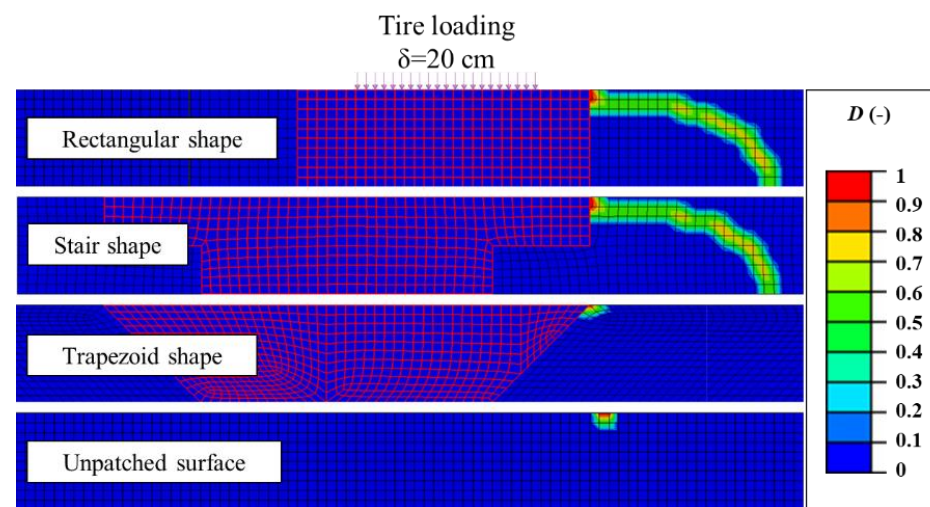 Tire loading
δ=20 cm
Rectangular shape
Stair shape
Trapezoid shape
Unpatched surface
D (-)
1
0.9
0.8
0.7
0.6
0.5
0.4
0.3
0.2
0.1
0